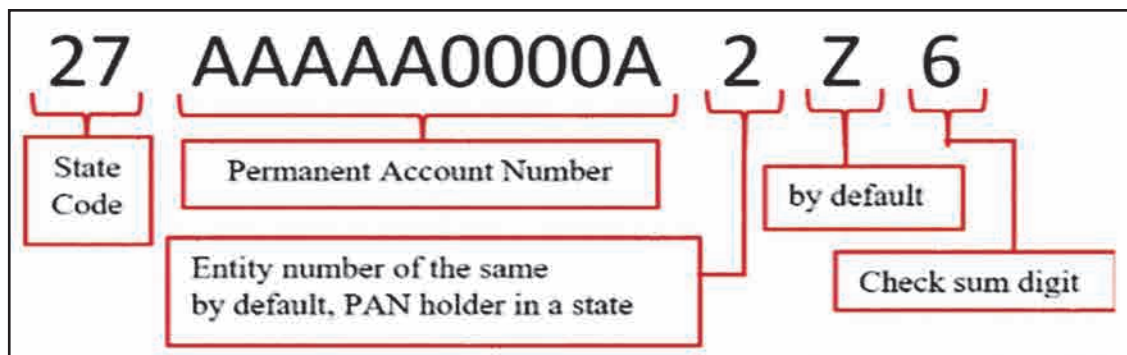 27 AAAAA0000A 2 Z 6
State
Code
Permanent Account Number
by default
Entity number of the same
by default, PAN holder in a state
Check sum digit